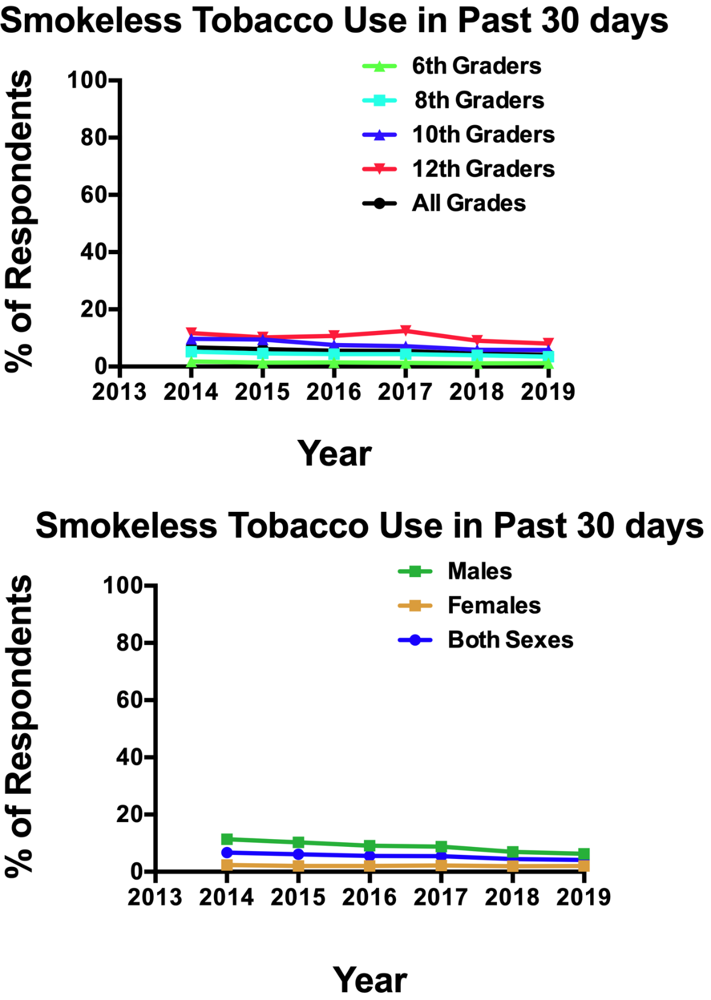 Smokeless Tobacco Use in Past 30 days
6th Graders
8th Graders
10th Graders
12th Graders
All Grades
% of Respondents
100
80
60
40
20
0
2013 2014 2015 2016 2017 2018 2019
Year
Smokeless Tobacco Use in Past 30 days
Males
Females
Both Sexes
% of Respondents
100
80
60
40
20
0
2013 2014 2015 2016 2017 2018 2019
Year